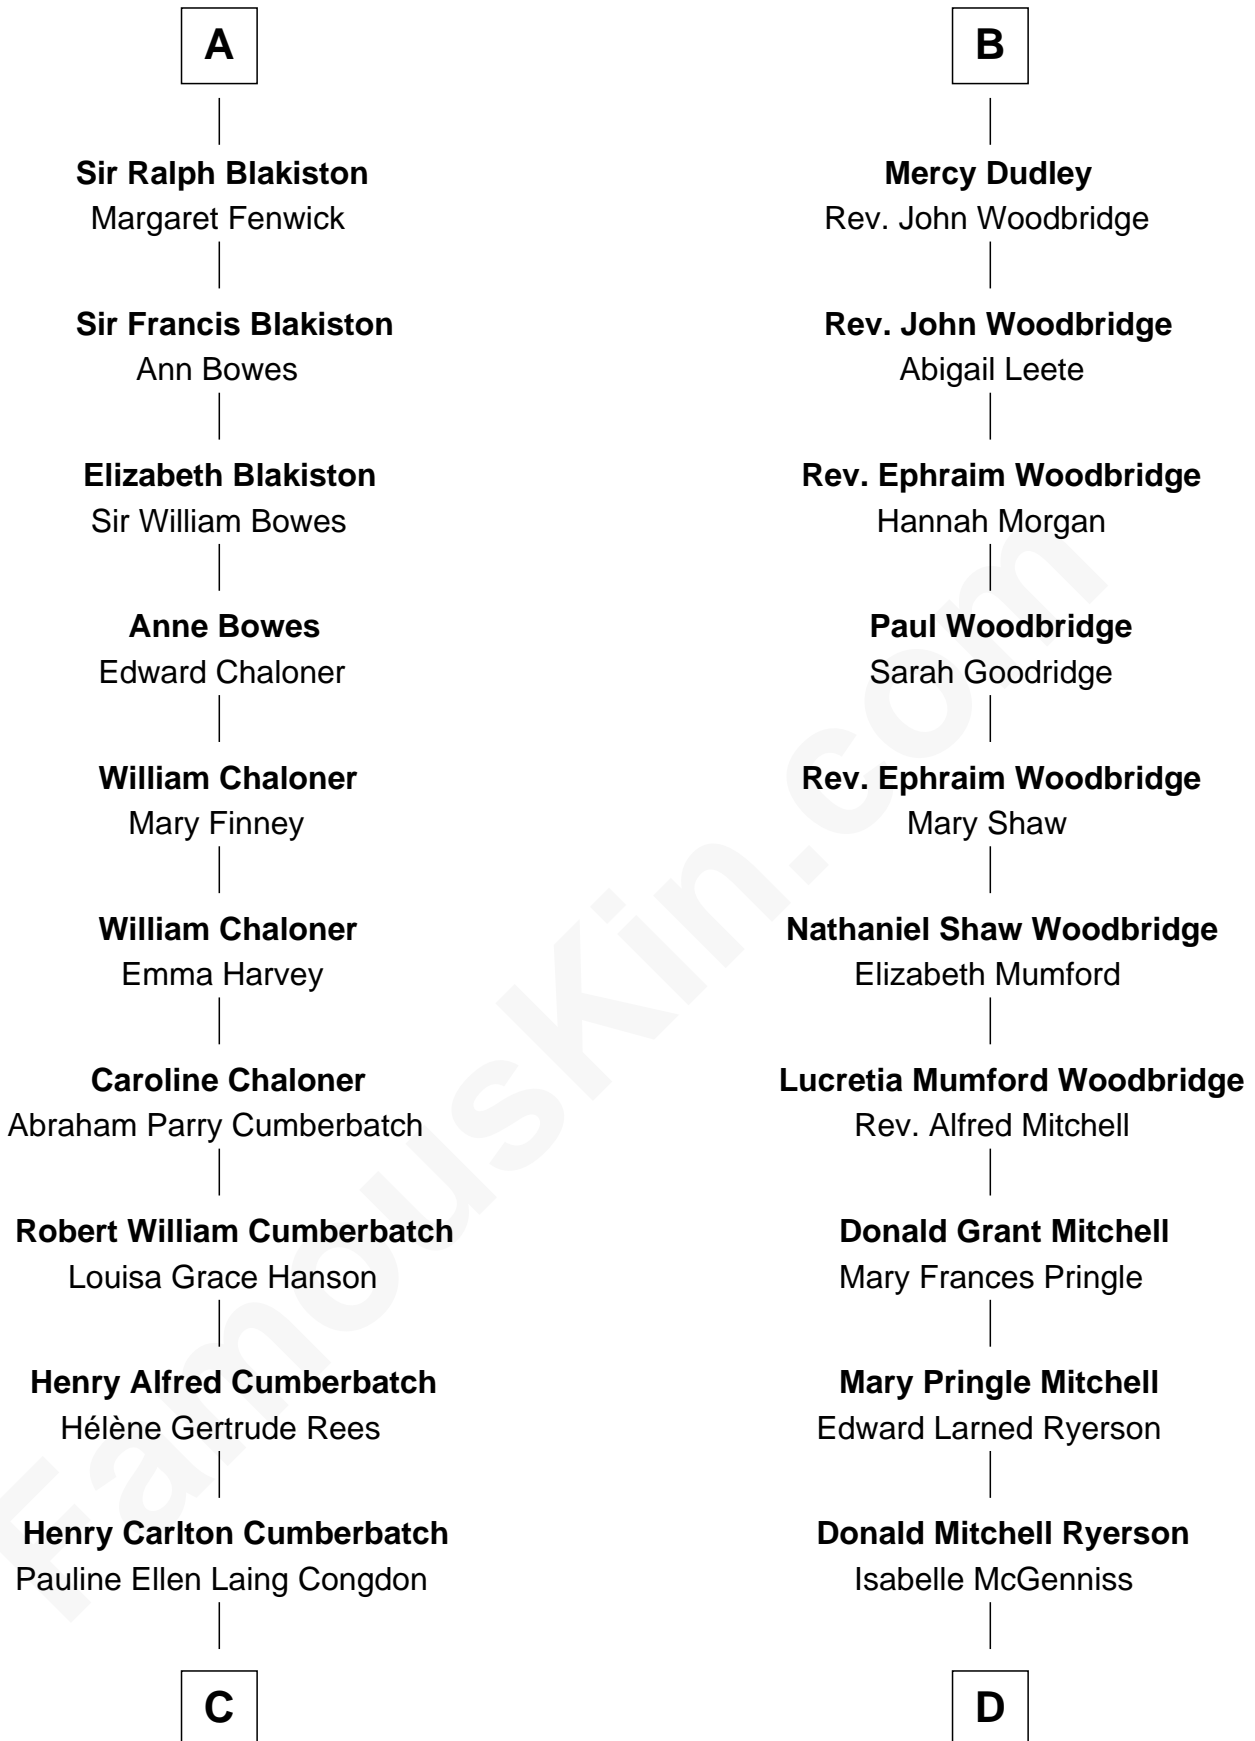 A
Sir Ralph Blakiston
Margaret Fenwick
Sir Francis Blakiston
Ann Bowes
Elizabeth Blakiston
Sir William Bowes
Anne Bowes
Edward Chaloner
William Chaloner
Mary Finney
William Chaloner
Emma Harvey
Caroline Chaloner
Abraham Parry Cumberbatch
Robert William Cumberbatch
Louisa Grace Hanson
Henry Alfred Cumberbatch
Hélène Gertrude Rees
Henry Carlton Cumberbatch
Pauline Ellen Laing Congdon
C
B
Mercy Dudley
Rev. John Woodbridge
Rev. John Woodbridge
Abigail Leete
Rev. Ephraim Woodbridge
Hannah Morgan
Paul Woodbridge
Sarah Goodridge
Rev. Ephraim Woodbridge
Mary Shaw
Nathaniel Shaw Woodbridge
Elizabeth Mumford
Lucretia Mumford Woodbridge
Rev. Alfred Mitchell
Donald Grant Mitchell
Mary Frances Pringle
Mary Pringle Mitchell
Edward Larned Ryerson
Donald Mitchell Ryerson
Isabelle McGenniss
D
FamousKin.com